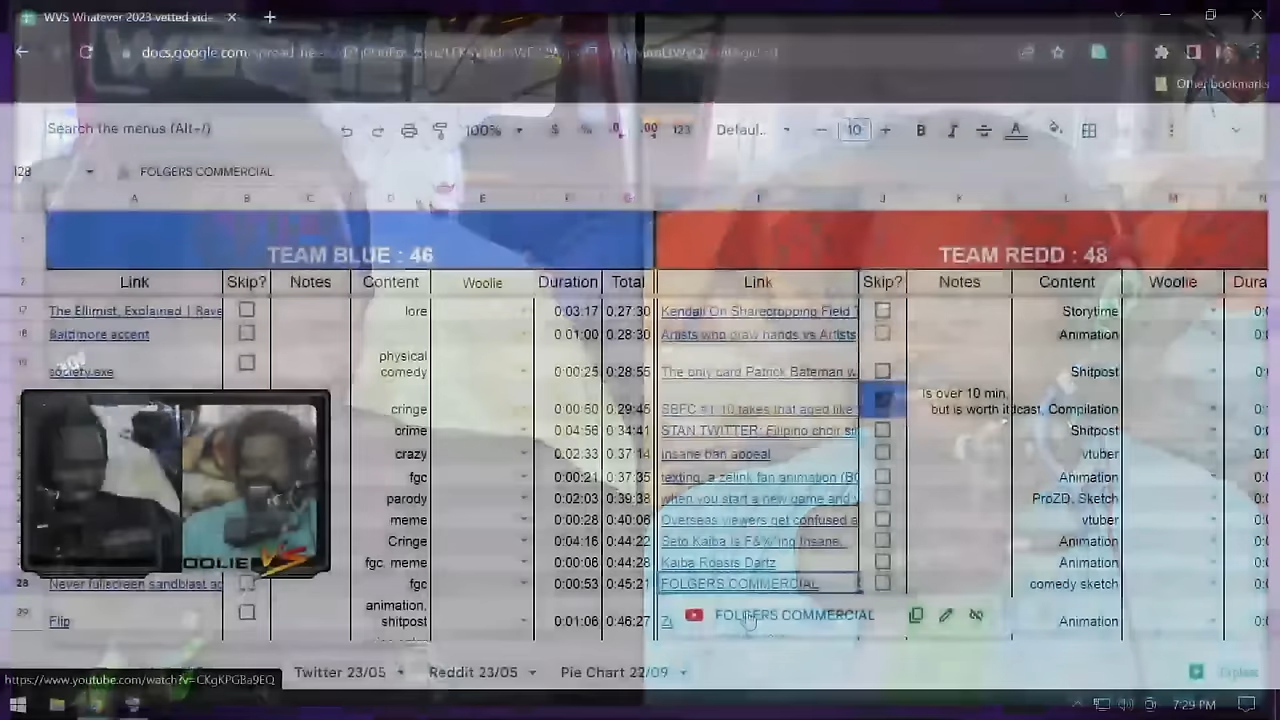 WVS Whatever 2023 vetted vid
docs.google.com
Other bookmarks
Search the menus (Alt+/) 100% $ % .0 .00 123 Defaul... 10 B I A
I28 FOLGERS COMMERCIAL
A B C D E F G I J K L M N
1 TEAM BLUE : 46 TEAM REDD : 48
2 Link Skip? Notes Content Woolie Duration Total Link Skip? Notes Content Woolie Dura
17 The Ellimist, Explained | Rave lore 0:03:17 0:27:30 Kendall On Sharecropping Field Storytime
18 Baltimore accent 0:01:00 0:28:30 Artists who draw hands vs Artists Animation
19 society.exe physical comedy 0:00:25 0:28:55 The only card Patrick Bateman w Shitpost
cringe 0:00:50 0:29:45 SBFC #1 10 takes that aged like Is over 10 min, but is worth it dcast, Compilation
crime 0:04:56 0:34:41 STAN TWITTER: Filipino choir Shitpost
crazy 0:02:33 0:37:14 insane ban appeal vtuber
fgc 0:00:21 0:37:35 texting, a zelink fan animation Animation
parody 0:02:03 0:39:38 when you start a new game and ProZD, Sketch
meme 0:00:28 0:40:06 Overseas viewers get confused a vtuber
Cringe 0:04:16 0:44:22 Seto Kaiba is F&%*ing Insane. Animation
fgc, meme 0:00:06 0:44:28 Kaiba Roasts Dartz Animation
28 Never fullscreen sandblast ac fgc 0:00:53 0:45:21 FOLGERS COMMERCIAL comedy sketch
29 Flip animation, shitpost 0:01:06 0:46:27 Animation
OOLIE VS
FOLGERS COMMERCIAL
Twitter 23/05 Reddit 23/05 Pie Chart 22/09 Explore
https://www.youtube.com/watch?v=CKgKPGBa9EQ
7:29 PM